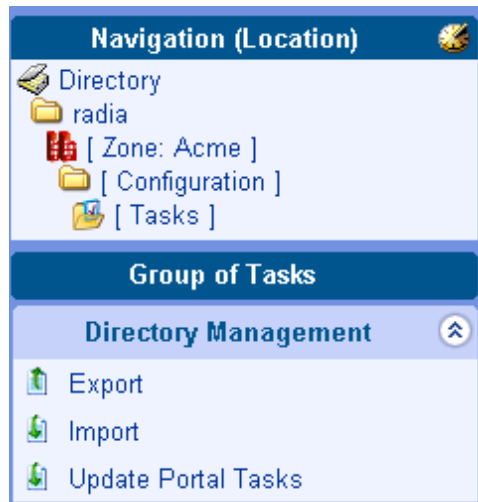 Navigation (Location)
Directory
radia
[ Zone: Acme ]
[ Configuration ]
[ Tasks ]
Group of Tasks
Directory Management
Export
Import
Update Portal Tasks